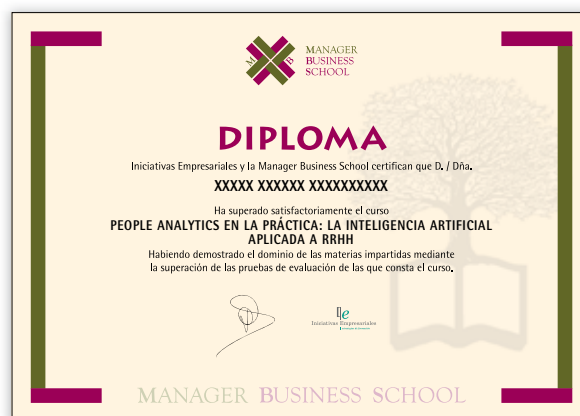 MANAGER
BUSINESS
SCHOOL
M B
DIPLOMA
Iniciativas Empresariales y la Manager Business School certifican que D. / Dña.
XXXXX XXXXXX XXXXXXXXXX
Ha superado satisfactoriamente el curso
PEOPLE ANALYTICS EN LA PRÁCTICA: LA INTELIGENCIA ARTIFICIAL
APLICADA A RRHH
Habiendo demostrado el dominio de las materias impartidas mediante
la superación de las pruebas de evaluación de las que consta el curso.
Ie
Iniciativas Empresariales
MANAGER BUSINESS SCHOOL